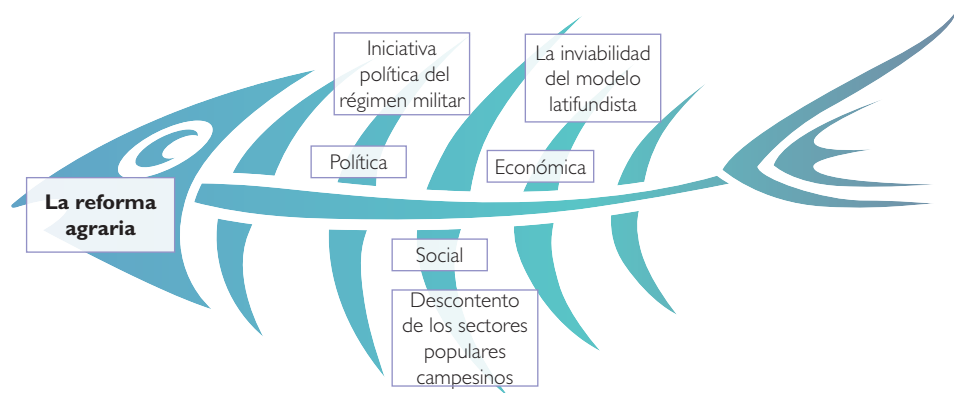 Iniciativa
política del
régimen militar
La inviabilidad
del modelo
latifundista
Política
Económica
La reforma
agraria
Social
Descontento
de los sectores
populares
campesinos